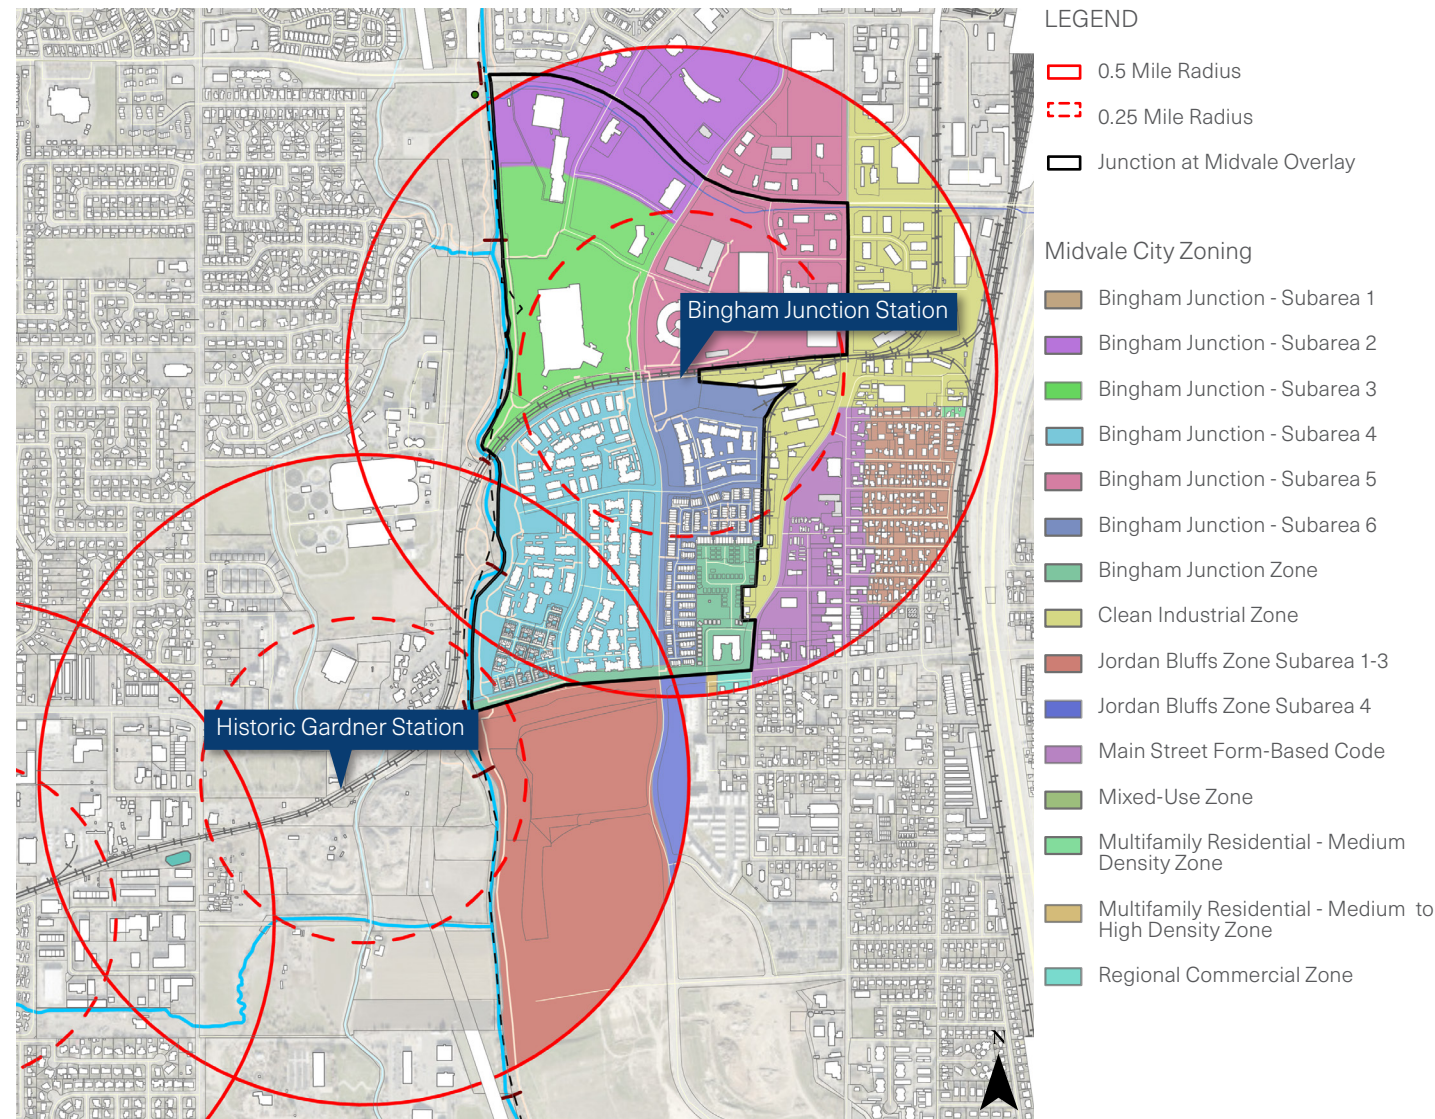 LEGEND
0.5 Mile Radius
0.25 Mile Radius
Junction at Midvale Overlay
Midvale City Zoning
Bingham Junction - Subarea 1
Bingham Junction - Subarea 2
Bingham Junction - Subarea 3
Bingham Junction - Subarea 4
Bingham Junction - Subarea 5
Bingham Junction - Subarea 6
Bingham Junction Zone
Clean Industrial Zone
Jordan Bluffs Zone Subarea 1-3
Jordan Bluffs Zone Subarea 4
Main Street Form-Based Code
Mixed-Use Zone
Multifamily Residential - Medium
Density Zone
Multifamily Residential - Medium to
High Density Zone
Regional Commercial Zone
Bingham Junction Station
Historic Gardner Station
N